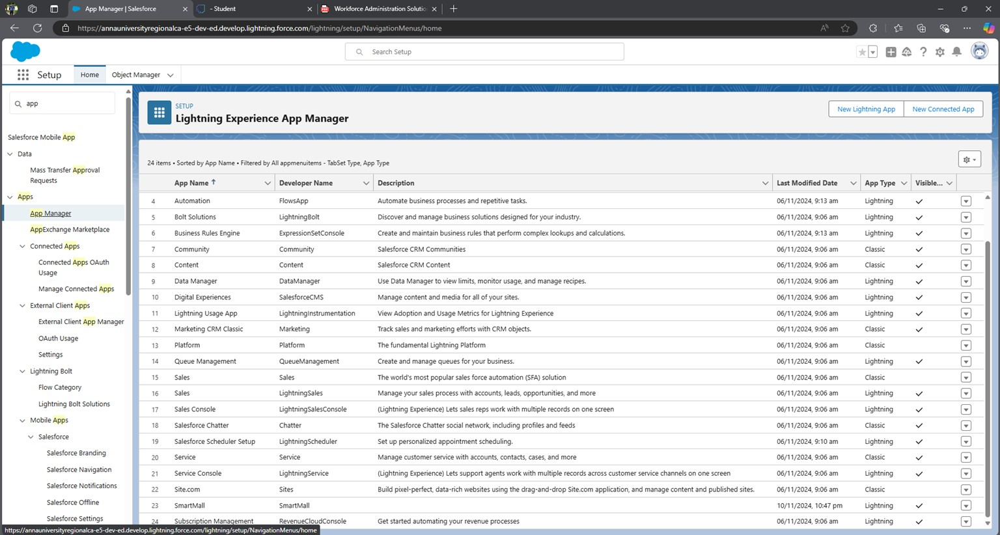 App Manager | Salesforce
- Student
Workforce Administration Solutio
https://annauniversityregionalca-e5-dev-ed.develop.lightning.force.com/lightning/setup/NavigationMenus/home
Search Setup
Setup
Home
Object Manager
app
Salesforce Mobile App
Data
Mass Transfer Approval
Requests
Apps
App Manager
AppExchange Marketplace
Connected Apps
Connected Apps OAuth
Usage
Manage Connected Apps
External Client Apps
External Client App Manager
OAuth Usage
Settings
Lightning Bolt
Flow Category
Lightning Bolt Solutions
Mobile Apps
Salesforce
Salesforce Branding
Salesforce Navigation
Salesforce Notifications
Salesforce Offline
Salesforce Settings
https://annauniversityregionalca-e5-dev-ed.develop.lightning.force.com/lightning/setup/NavigationMenus/home
SETUP
Lightning Experience App Manager
New Lightning App
New Connected App
24 items • Sorted by App Name • Filtered by All appmenuitems - TabSet Type, App Type
App Name Developer Name Description Last Modified Date App Type Visible...
4 Automation FlowsApp Automate business processes and repetitive tasks. 06/11/2024, 9:13 am Lightning
5 Bolt Solutions LightningBolt Discover and manage business solutions designed for your industry. 06/11/2024, 9:06 am Lightning
6 Business Rules Engine ExpressionSetConsole Create and maintain business rules that perform complex lookups and calculations. 06/11/2024, 9:13 am Lightning
7 Community Community Salesforce CRM Communities 06/11/2024, 9:06 am Classic
8 Content Content Salesforce CRM Content 06/11/2024, 9:06 am Classic
9 Data Manager DataManager Use Data Manager to view limits, monitor usage, and manage recipes. 06/11/2024, 9:06 am Lightning
10 Digital Experiences SalesforceCMS Manage content and media for all of your sites. 06/11/2024, 9:06 am Lightning
11 Lightning Usage App LightningInstrumentation View Adoption and Usage Metrics for Lightning Experience 06/11/2024, 9:06 am Lightning
12 Marketing CRM Classic Marketing Track sales and marketing efforts with CRM objects. 06/11/2024, 9:06 am Classic
13 Platform Platform The fundamental Lightning Platform 06/11/2024, 9:06 am Classic
14 Queue Management QueueManagement Create and manage queues for your business. 06/11/2024, 9:06 am Lightning
15 Sales Sales The world's most popular sales force automation (SFA) solution 06/11/2024, 9:06 am Classic
16 Sales LightningSales Manage your sales process with accounts, leads, opportunities, and more 06/11/2024, 9:06 am Lightning
17 Sales Console LightningSalesConsole (Lightning Experience) Lets sales reps work with multiple records on one screen 06/11/2024, 9:06 am Lightning
18 Salesforce Chatter Chatter The Salesforce Chatter social network, including profiles and feeds 06/11/2024, 9:06 am Classic
19 Salesforce Scheduler Setup LightningScheduler Set up personalized appointment scheduling. 06/11/2024, 9:10 am Lightning
20 Service Service Manage customer service with accounts, contacts, cases, and more 06/11/2024, 9:06 am Classic
21 Service Console LightningService (Lightning Experience) Lets support agents work with multiple records across customer service channels on one screen 06/11/2024, 9:06 am Lightning
22 Site.com Sites Build pixel-perfect, data-rich websites using the drag-and-drop Site.com application, and manage content and published sites. 06/11/2024, 9:06 am Classic
23 SmartMall SmartMall 10/11/2024, 10:47 pm Lightning
24 Subscription Management RevenueCloudConsole Get started automating your revenue processes 06/11/2024, 9:06 am Lightning